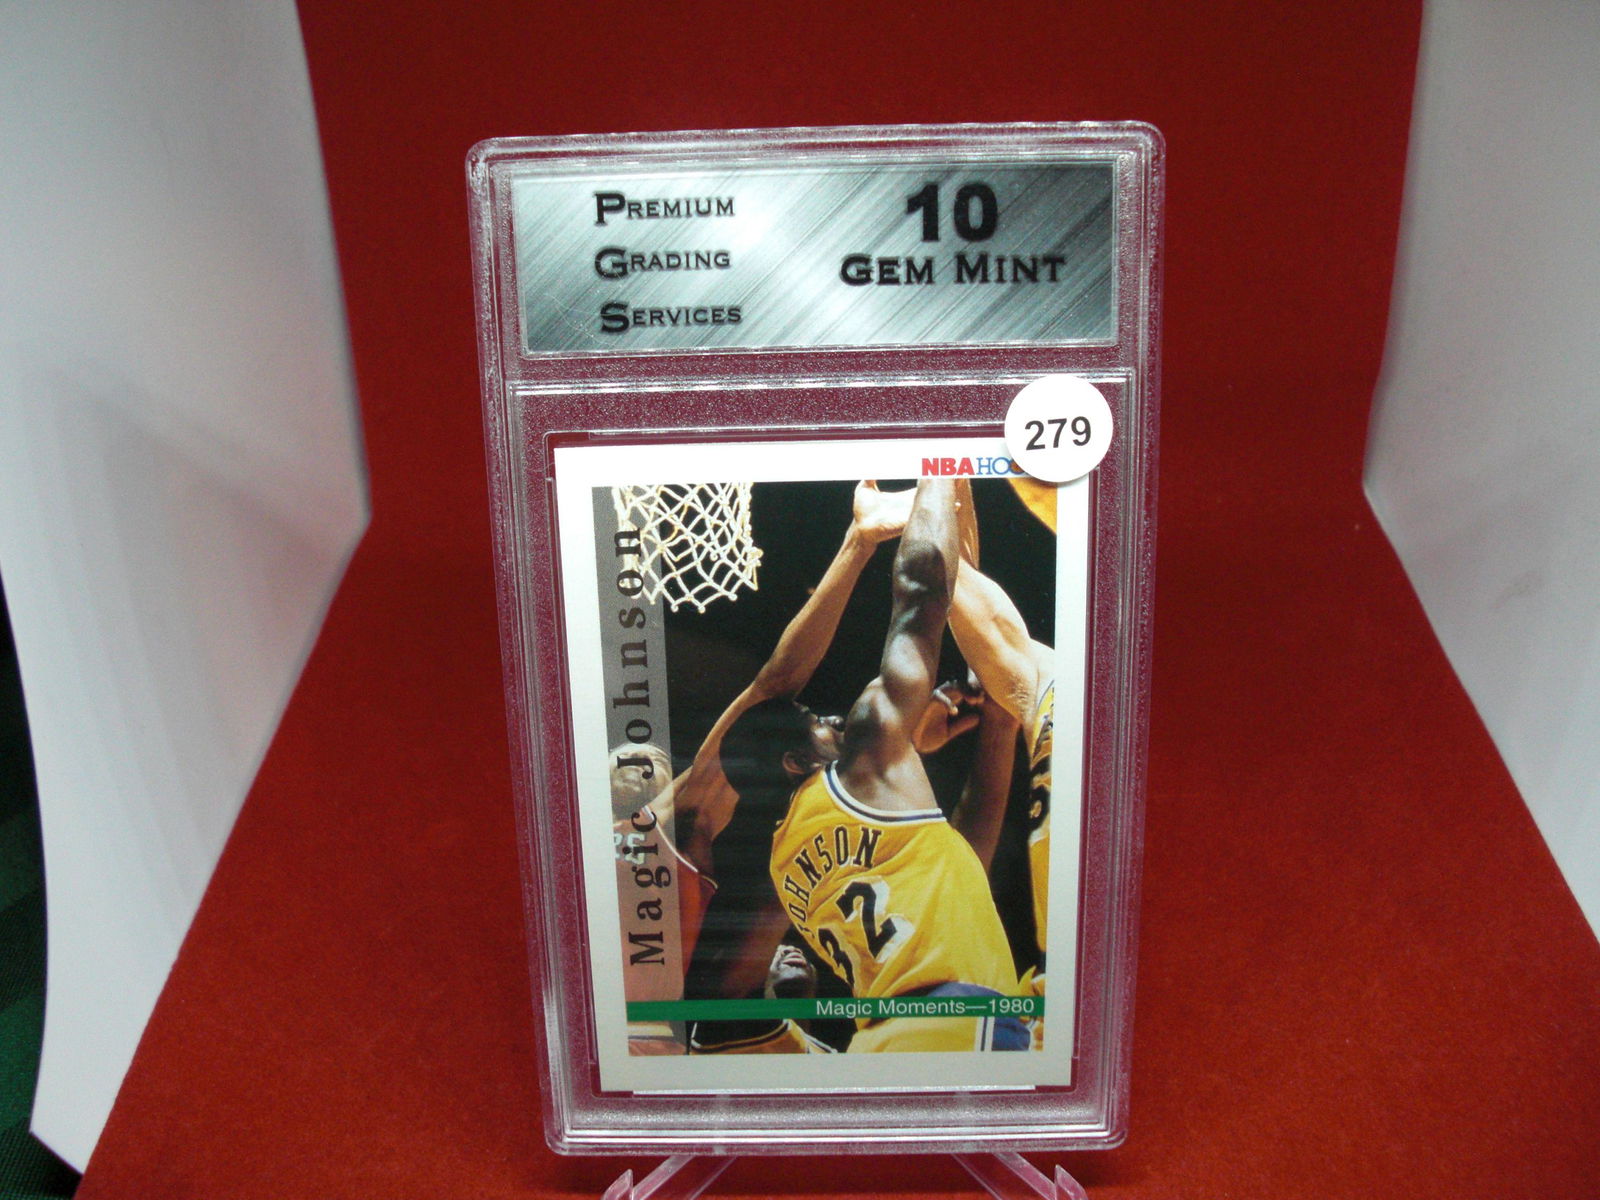 PREMIUM
GRADING
SERVICES
10
GEM MINT
279
NBA
Magic Johnson
JOHNSON
32
Magic Moments—1980